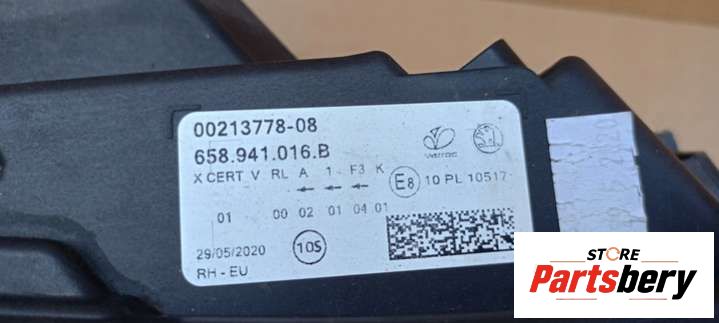 00213778-08
658.941.016.B
X CERT V RL A 1 F3 K
E8 10 PL 10517
01 00 02 01 04 01
29/05/2020 10S
RH - EU
STORE
Partsbery